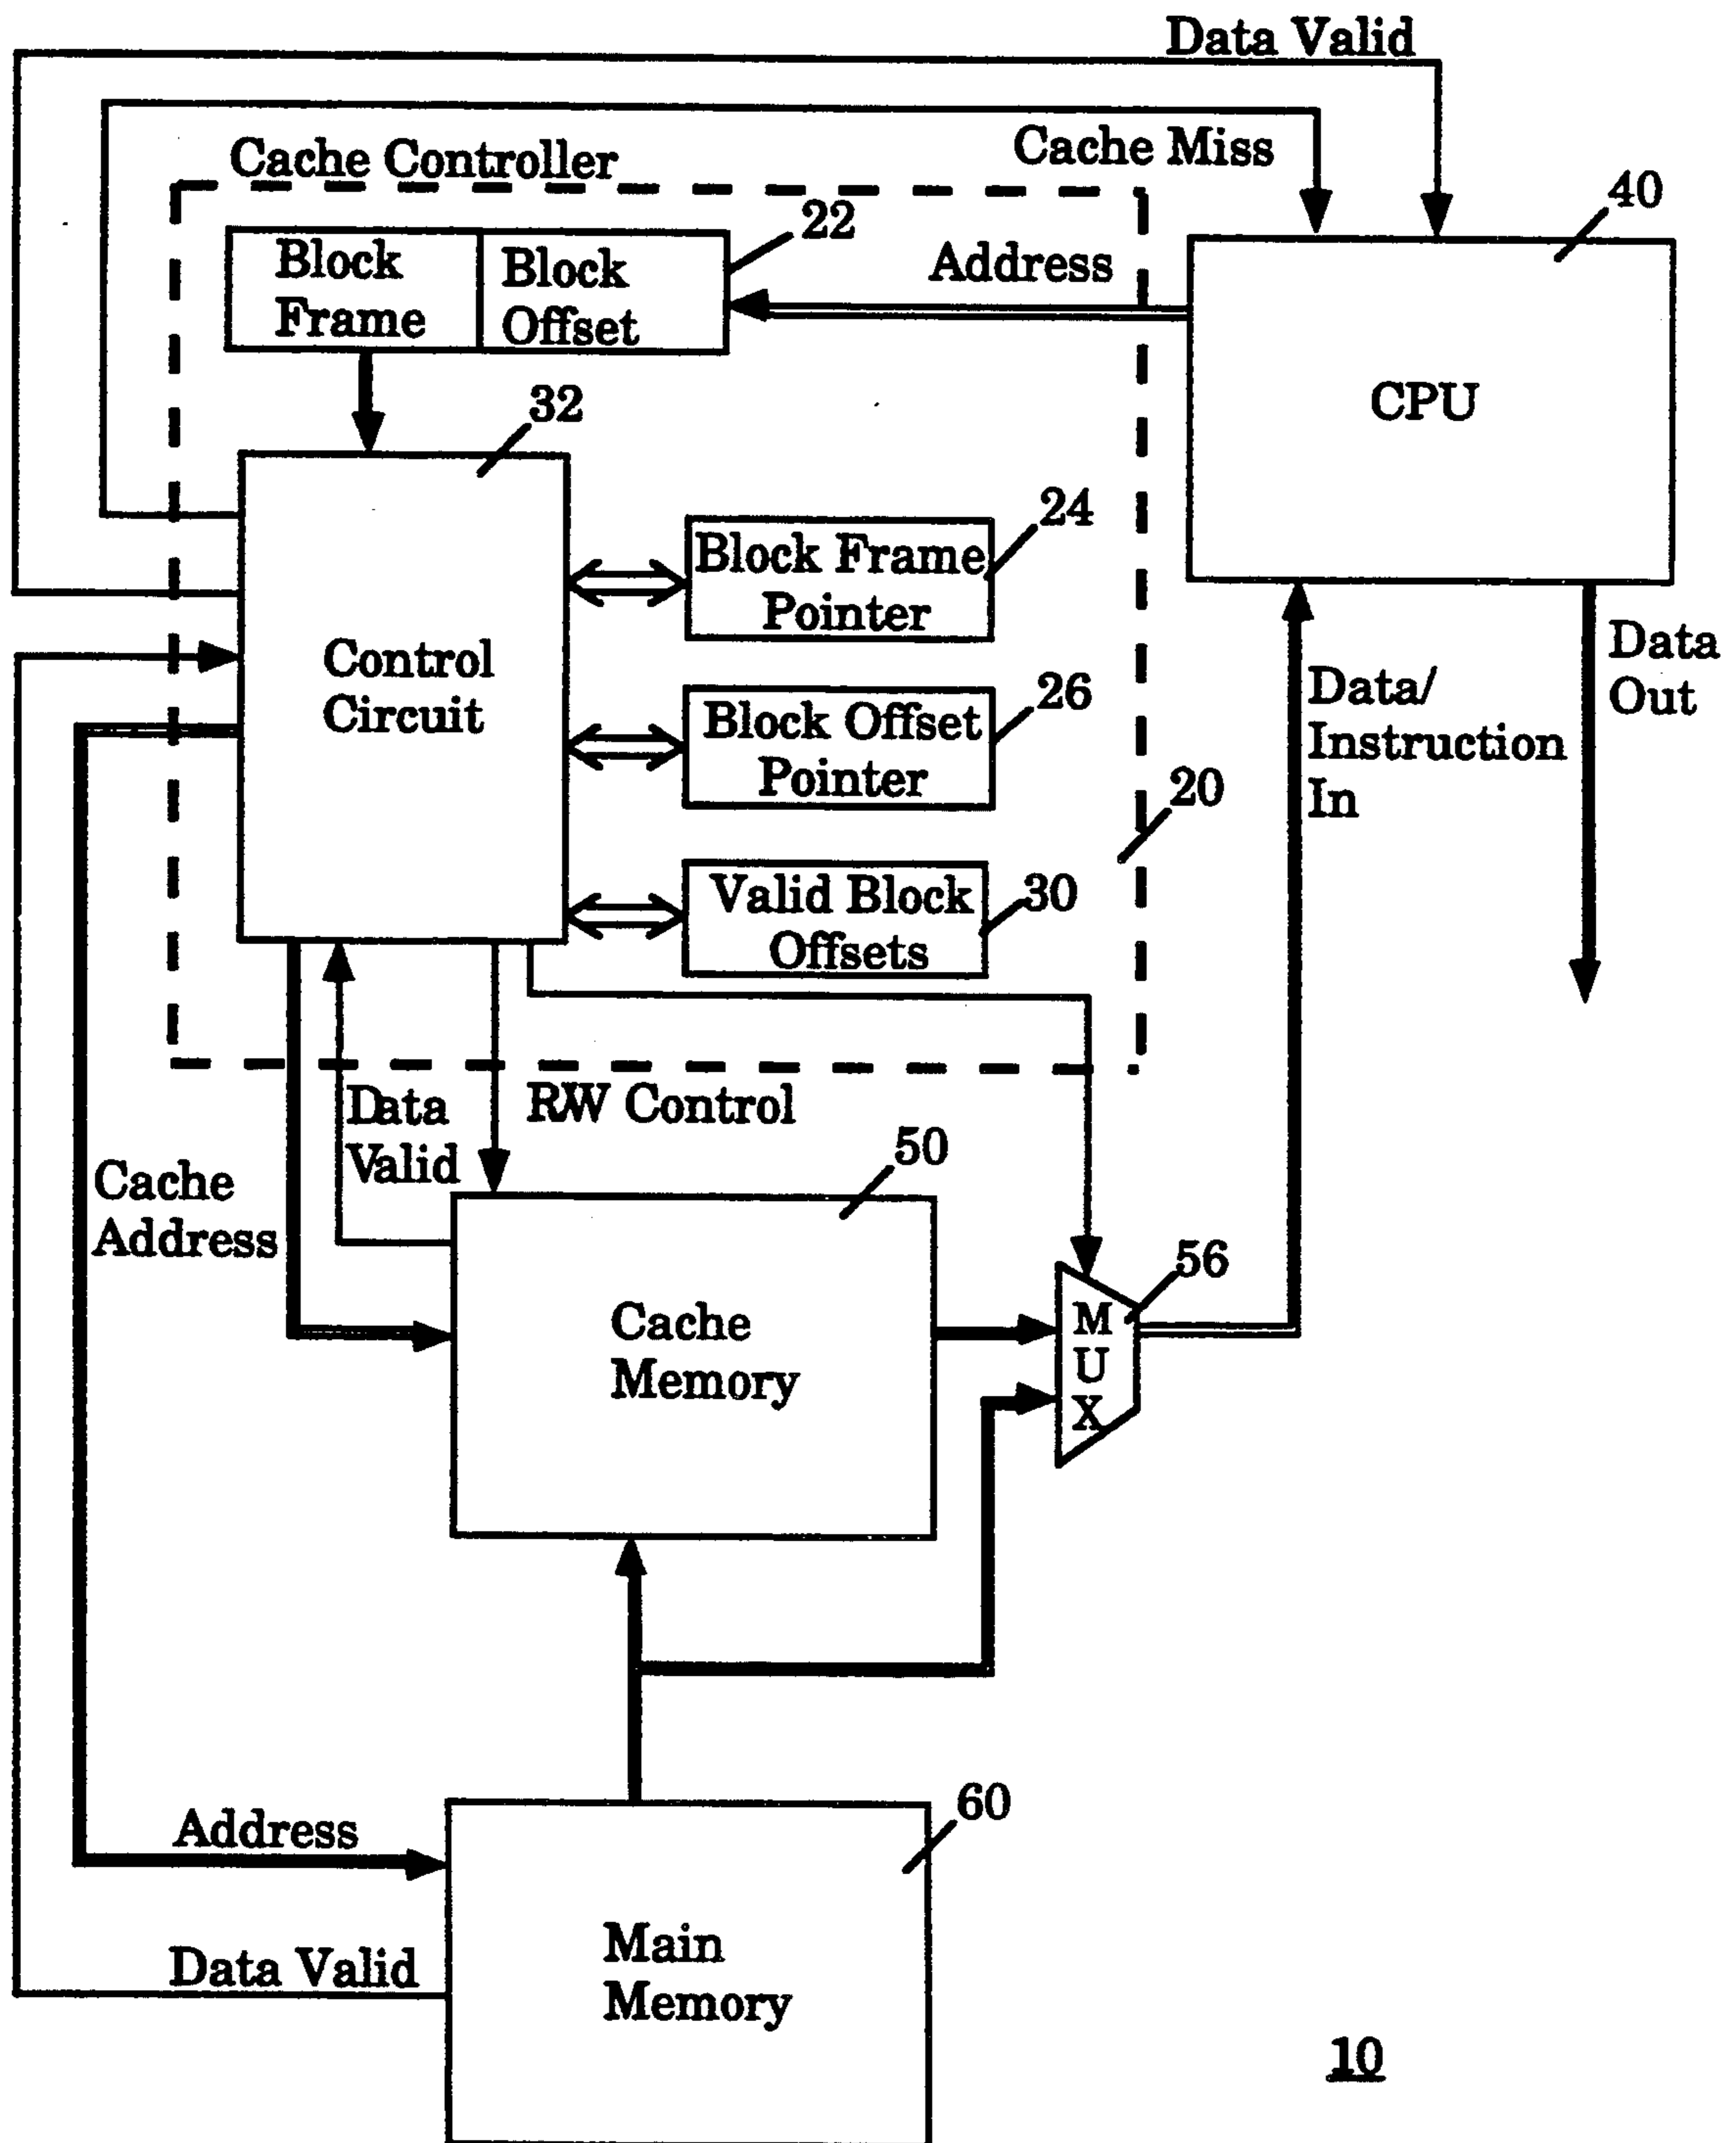 Data Valid
Cache Miss
Cache Controller
40
22
Block
Frame
Block
Offset
Address
CPU
32
24
Block Frame
Pointer
Control
Circuit
26
Block Offset
Pointer
Data/
Instruction
In
Data
Out
20
30
Valid Block
Offsets
Data
Valid
RW Control
50
Cache
Address
56
Cache
Memory
M
U
X
60
Address
Main
Memory
Data Valid
10